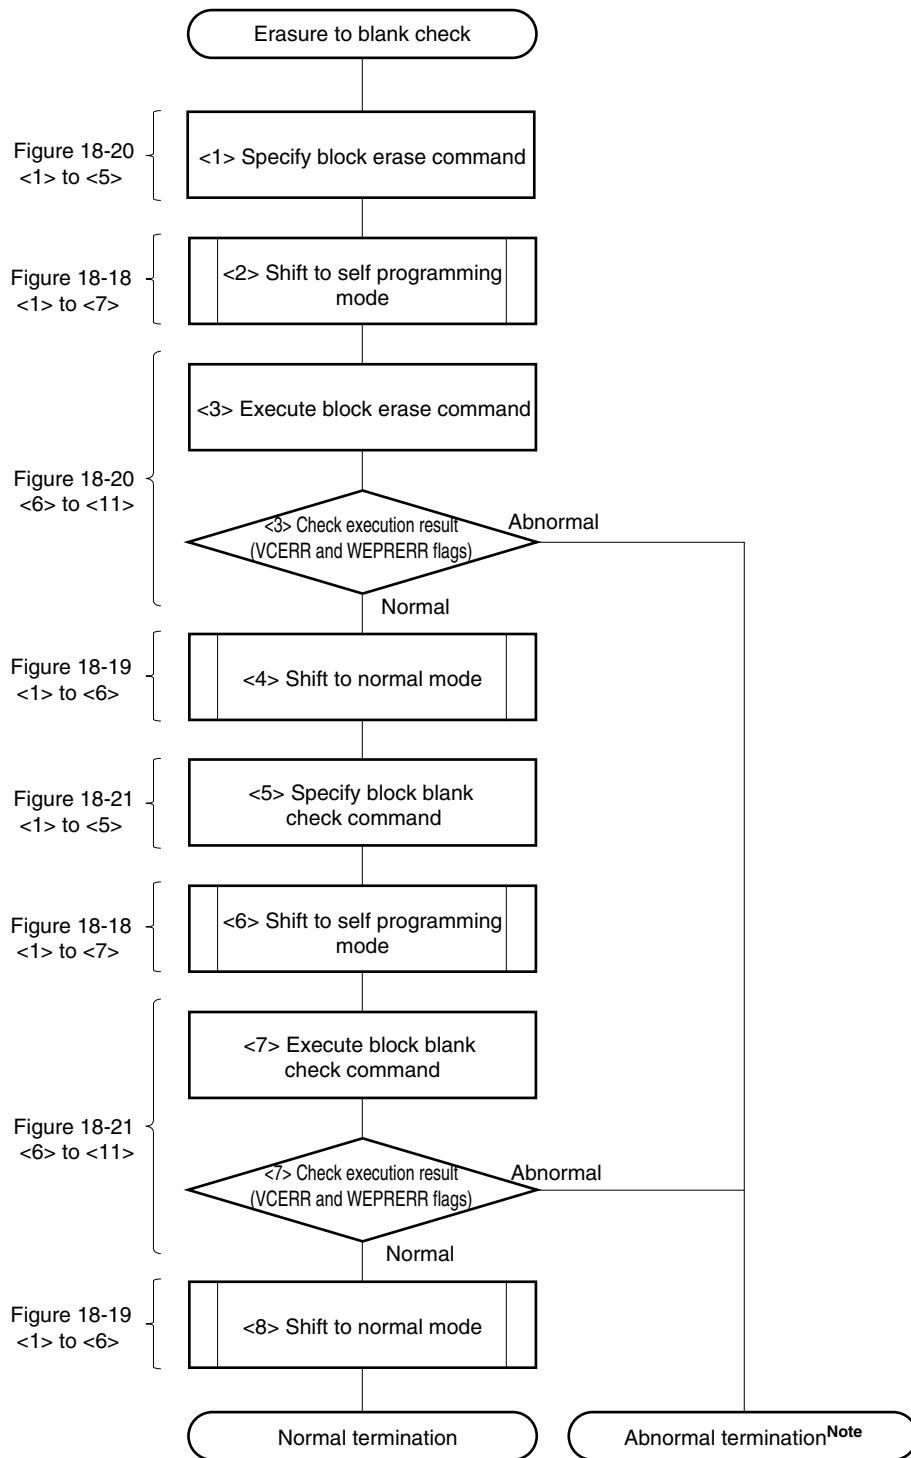 Erasure to blank check
Figure 18-20
<1> to <5>
<1> Specify block erase command
Figure 18-18
<1> to <7>
<2> Shift to self programming
mode
<3> Execute block erase command
Figure 18-20
<6> to <11>
<3> Check execution result
(VCERR and WEPRERR flags)
Abnormal
Normal
Figure 18-19
<1> to <6>
<4> Shift to normal mode
Figure 18-21
<1> to <5>
<5> Specify block blank
check command
Figure 18-18
<1> to <7>
<6> Shift to self programming
mode
<7> Execute block blank
check command
Figure 18-21
<6> to <11>
<7> Check execution result
(VCERR and WEPRERR flags)
Abnormal
Normal
Figure 18-19
<1> to <6>
<8> Shift to normal mode
Normal termination
Abnormal termination Note